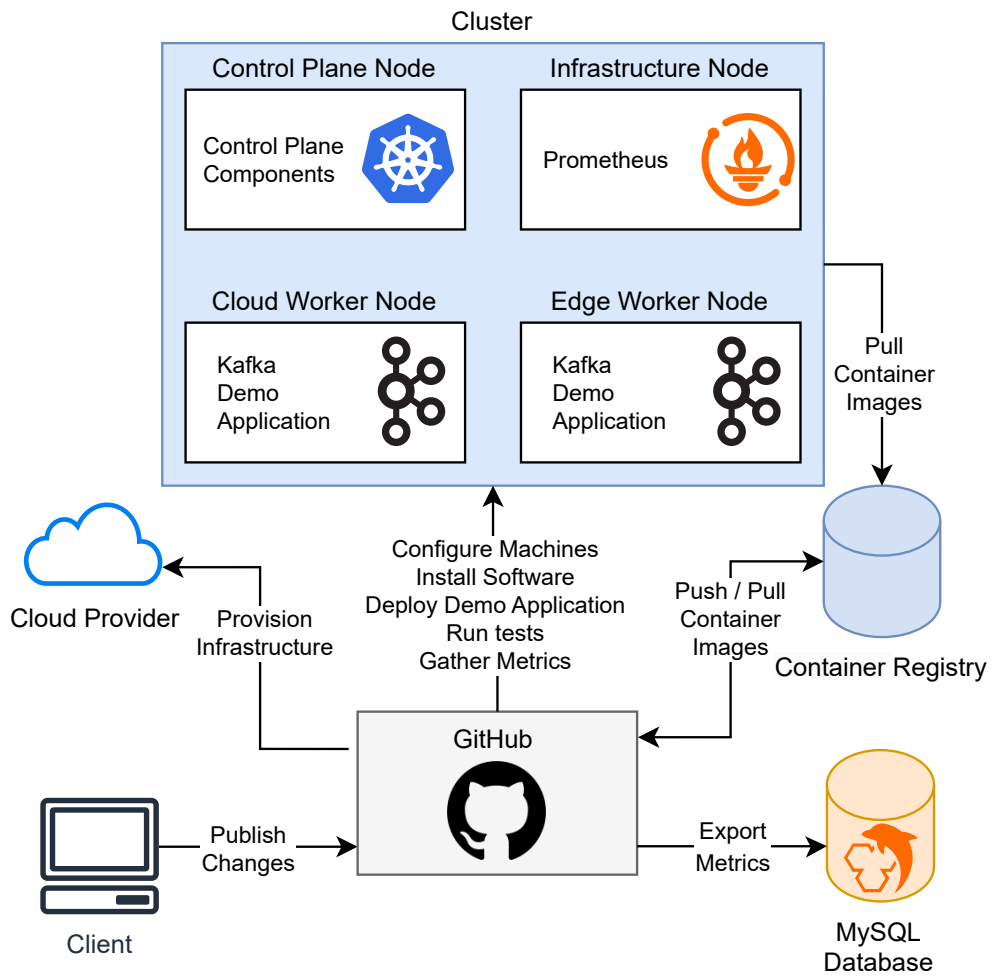 Cluster
Control Plane Node
Infrastructure Node
Control Plane
Components
Prometheus
Cloud Worker Node
Edge Worker Node
Kafka
Demo
Application
Kafka
Demo
Application
Pull
Container
Images
Cloud Provider
Provision
Infrastructure
Configure Machines
Install Software
Deploy Demo Application
Run tests
Gather Metrics
Push / Pull
Container
Images
Container Registry
GitHub
Client
Publish
Changes
Export
Metrics
MySQL
Database